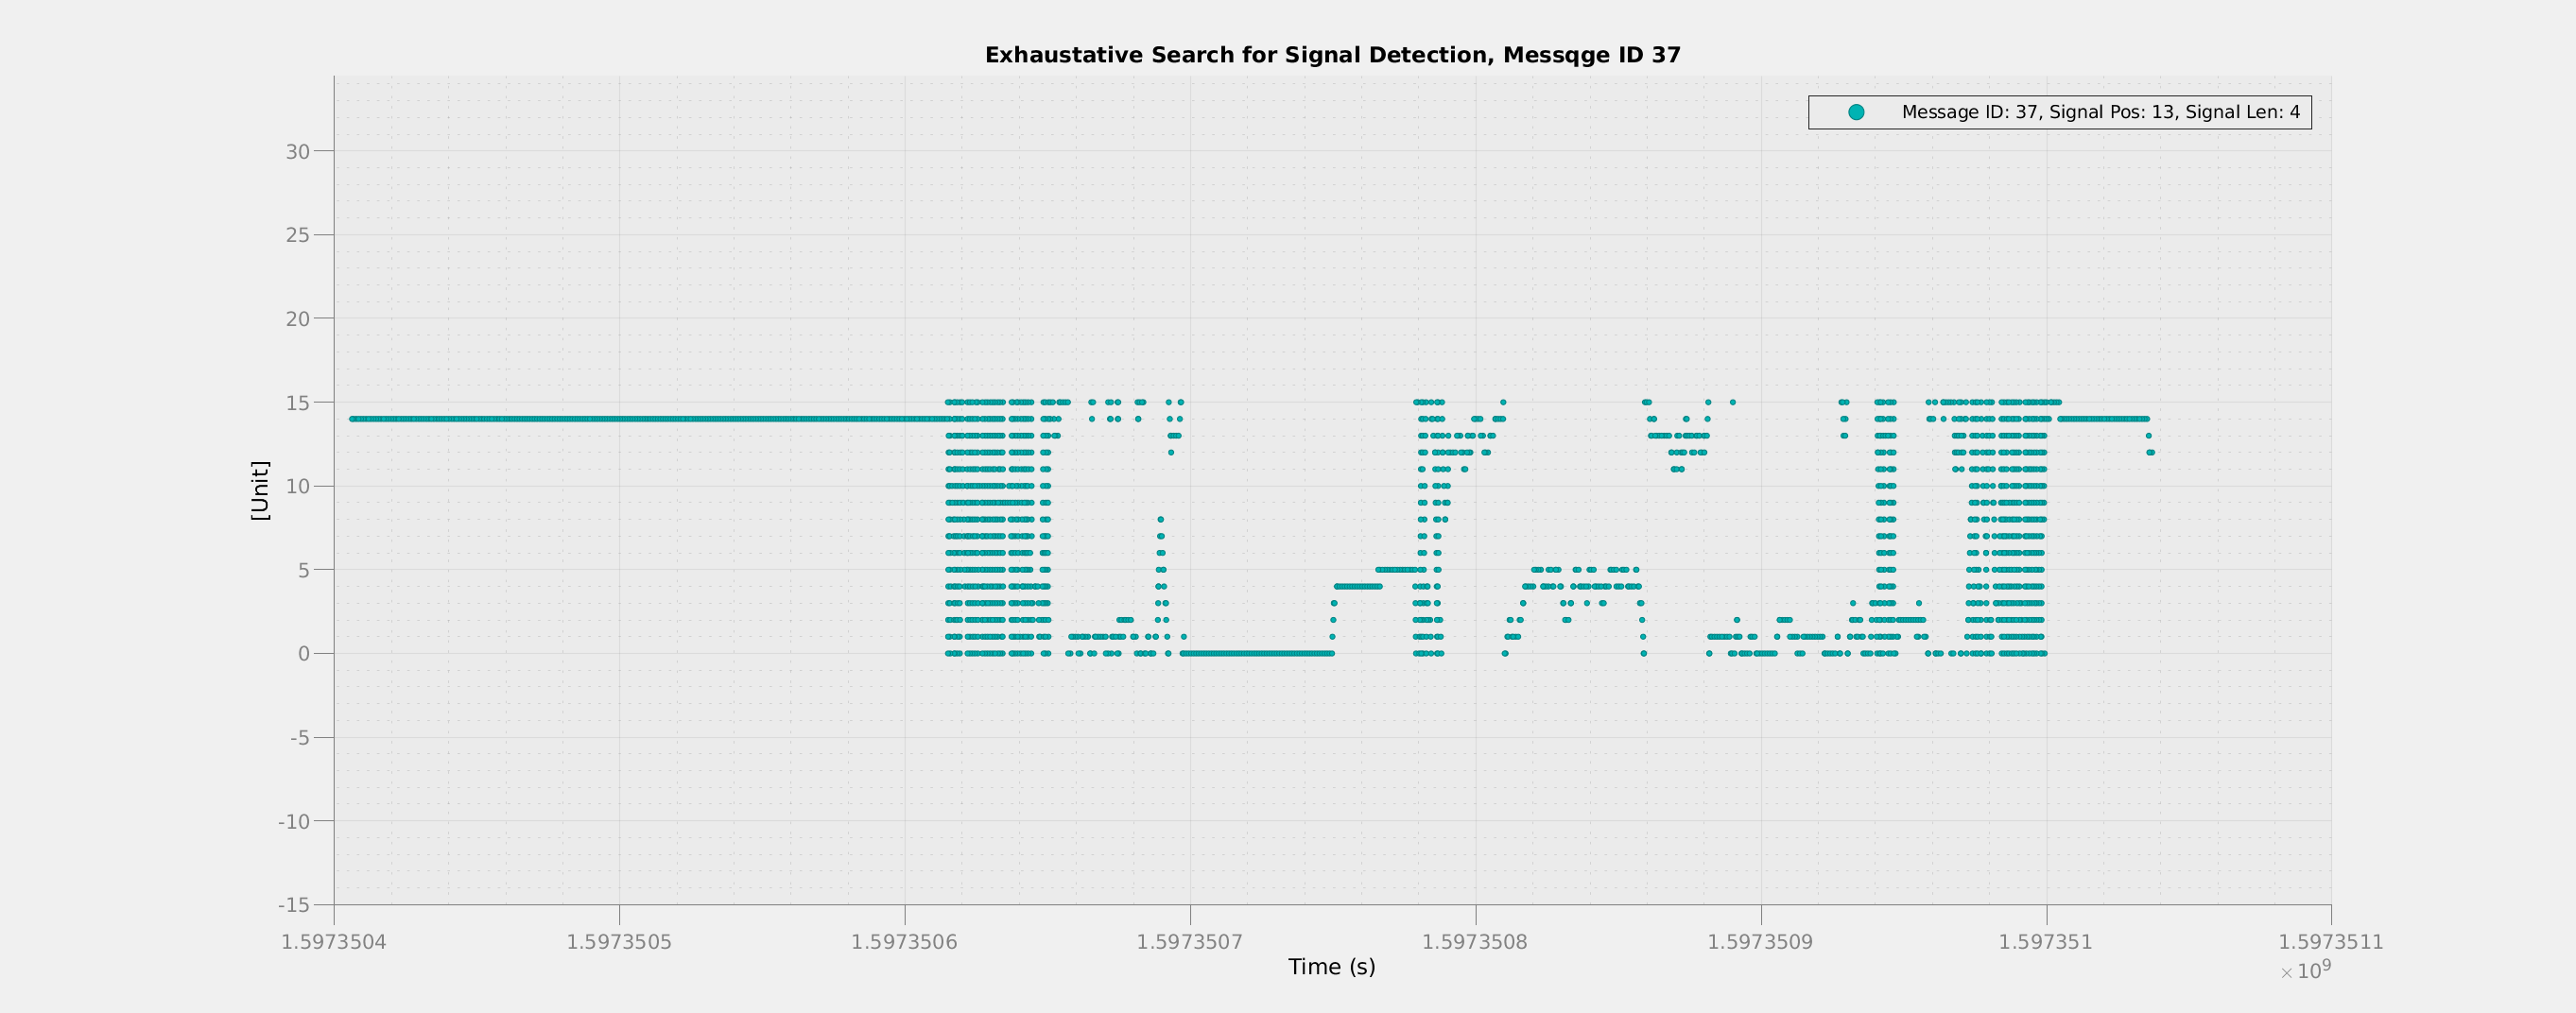 Exhaustative Search for Signal Detection, Messqge ID 37
Message ID: 37, Signal Pos: 13, Signal Len: 4
30
25
20
15
10
5
0
-5
-10
-15
[Unit]
1.5973504 1.5973505 1.5973506 1.5973507 1.5973508 1.5973509 1.597351 1.5973511
Time (s)
× 10⁹